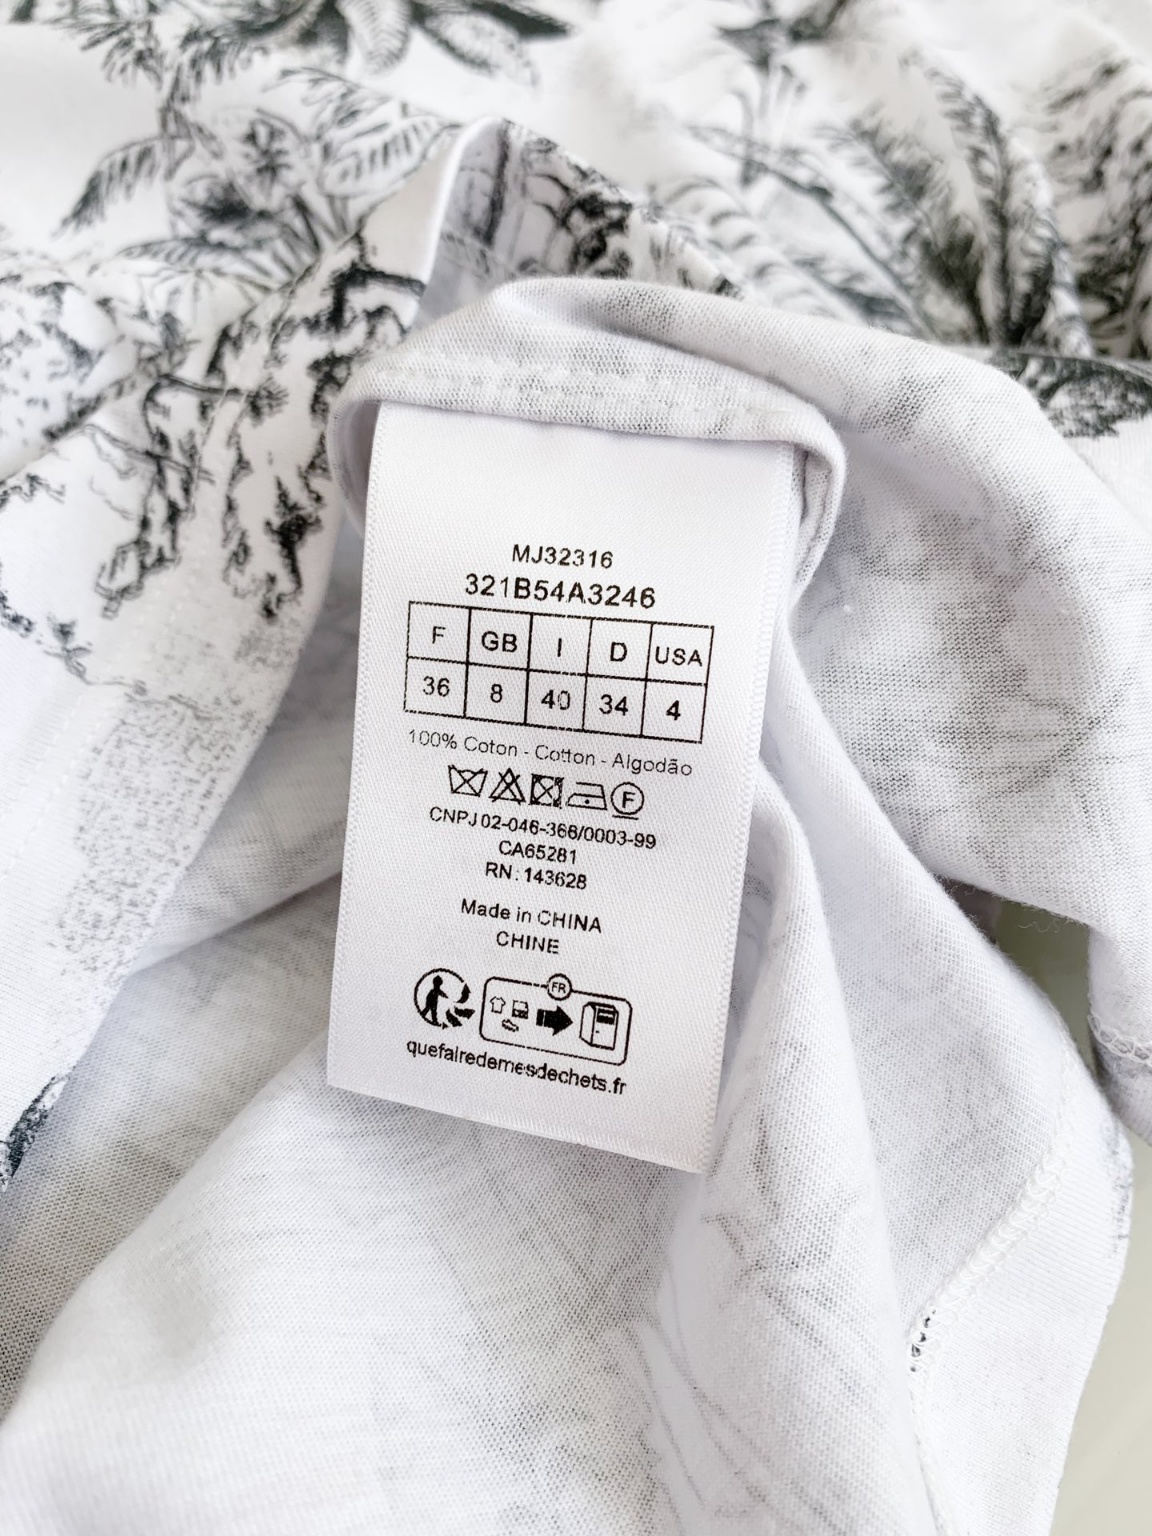 MJ32316
321B54A3246
F GB I D USA
36 8 40 34 4
100% Coton - Cotton - Algodão
F
CNPJ 02-046-366/0003-99
CA65281
RN: 143628
Made in CHINA
CHINE
FR
quefairedemesdechets.fr